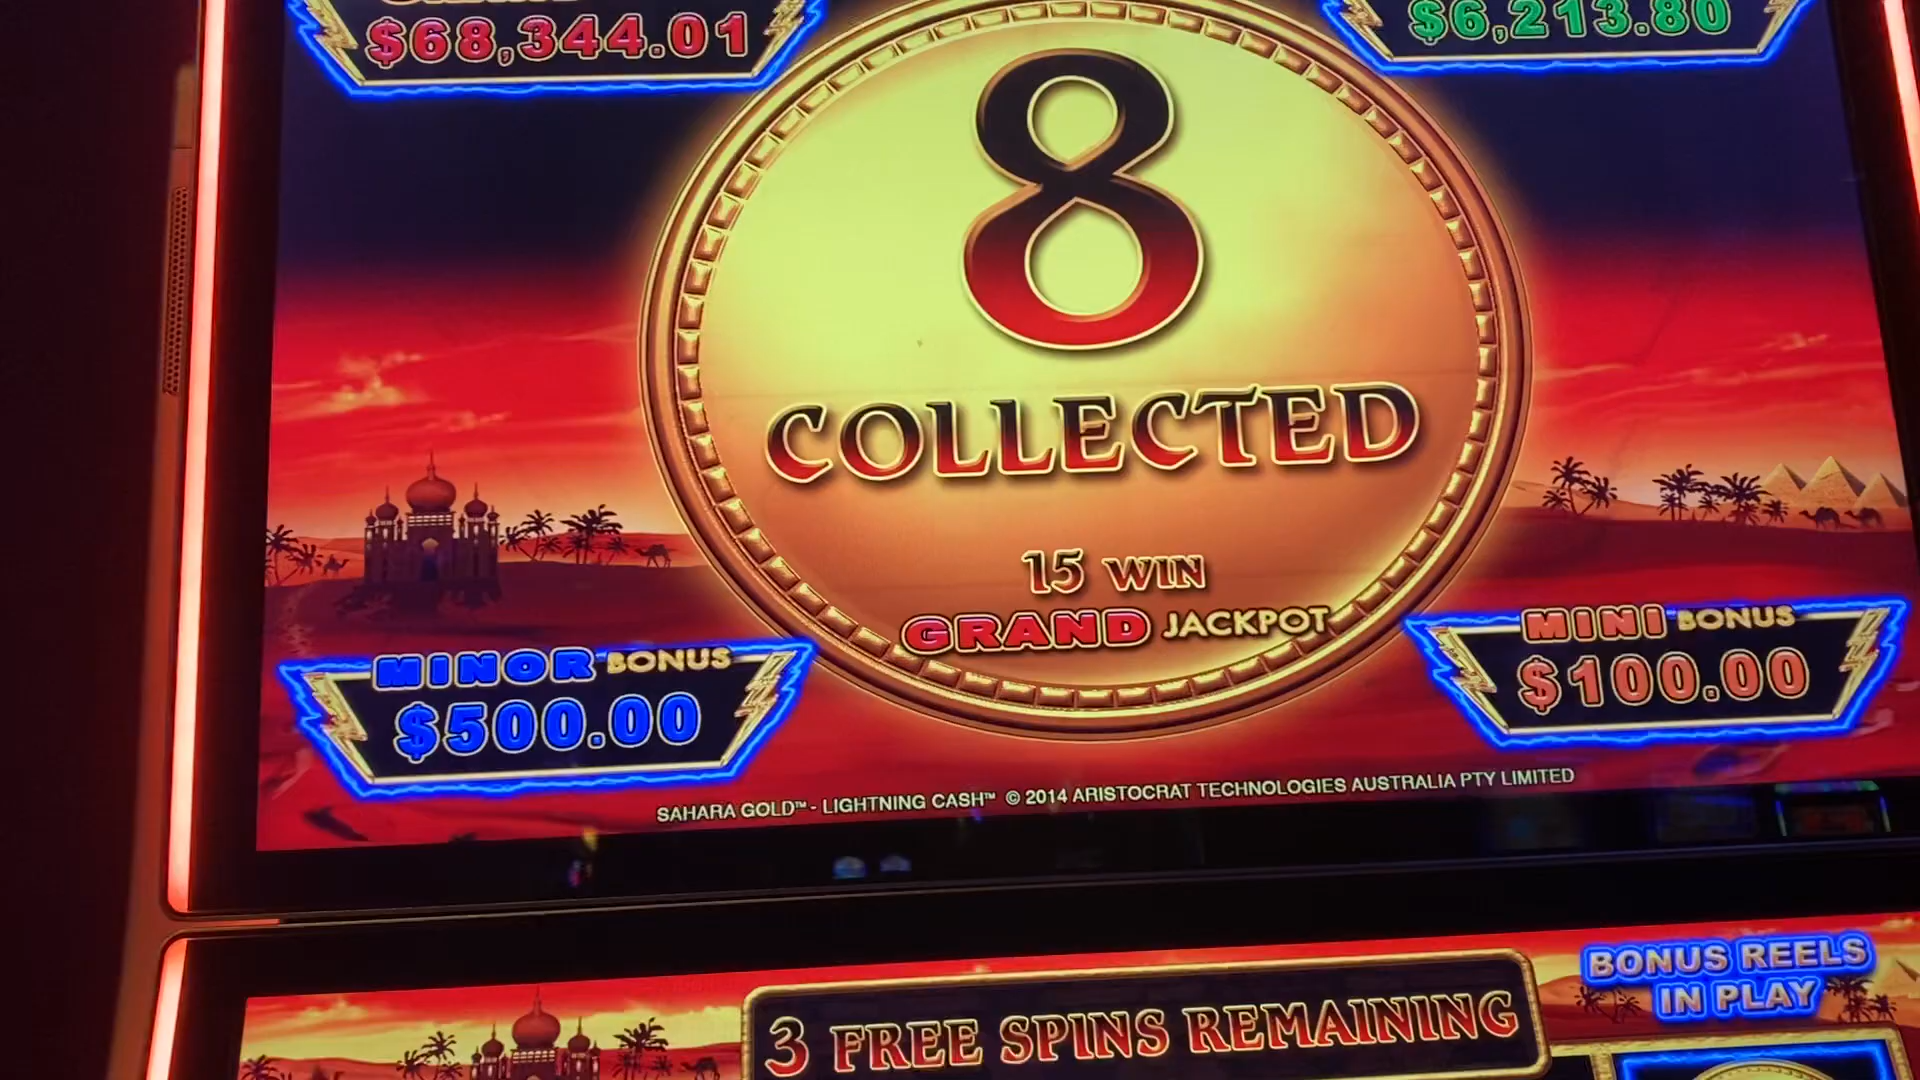 $68,344.01
$6,213.80
8
COLLECTED
15 WIN
GRAND JACKPOT
MINOR BONUS
$500.00
MINI BONUS
$100.00
SAHARA GOLD™ - LIGHTNING CASH™ © 2014 ARISTOCRAT TECHNOLOGIES AUSTRALIA PTY LIMITED
BONUS REELS
IN PLAY
3 FREE SPINS REMAINING